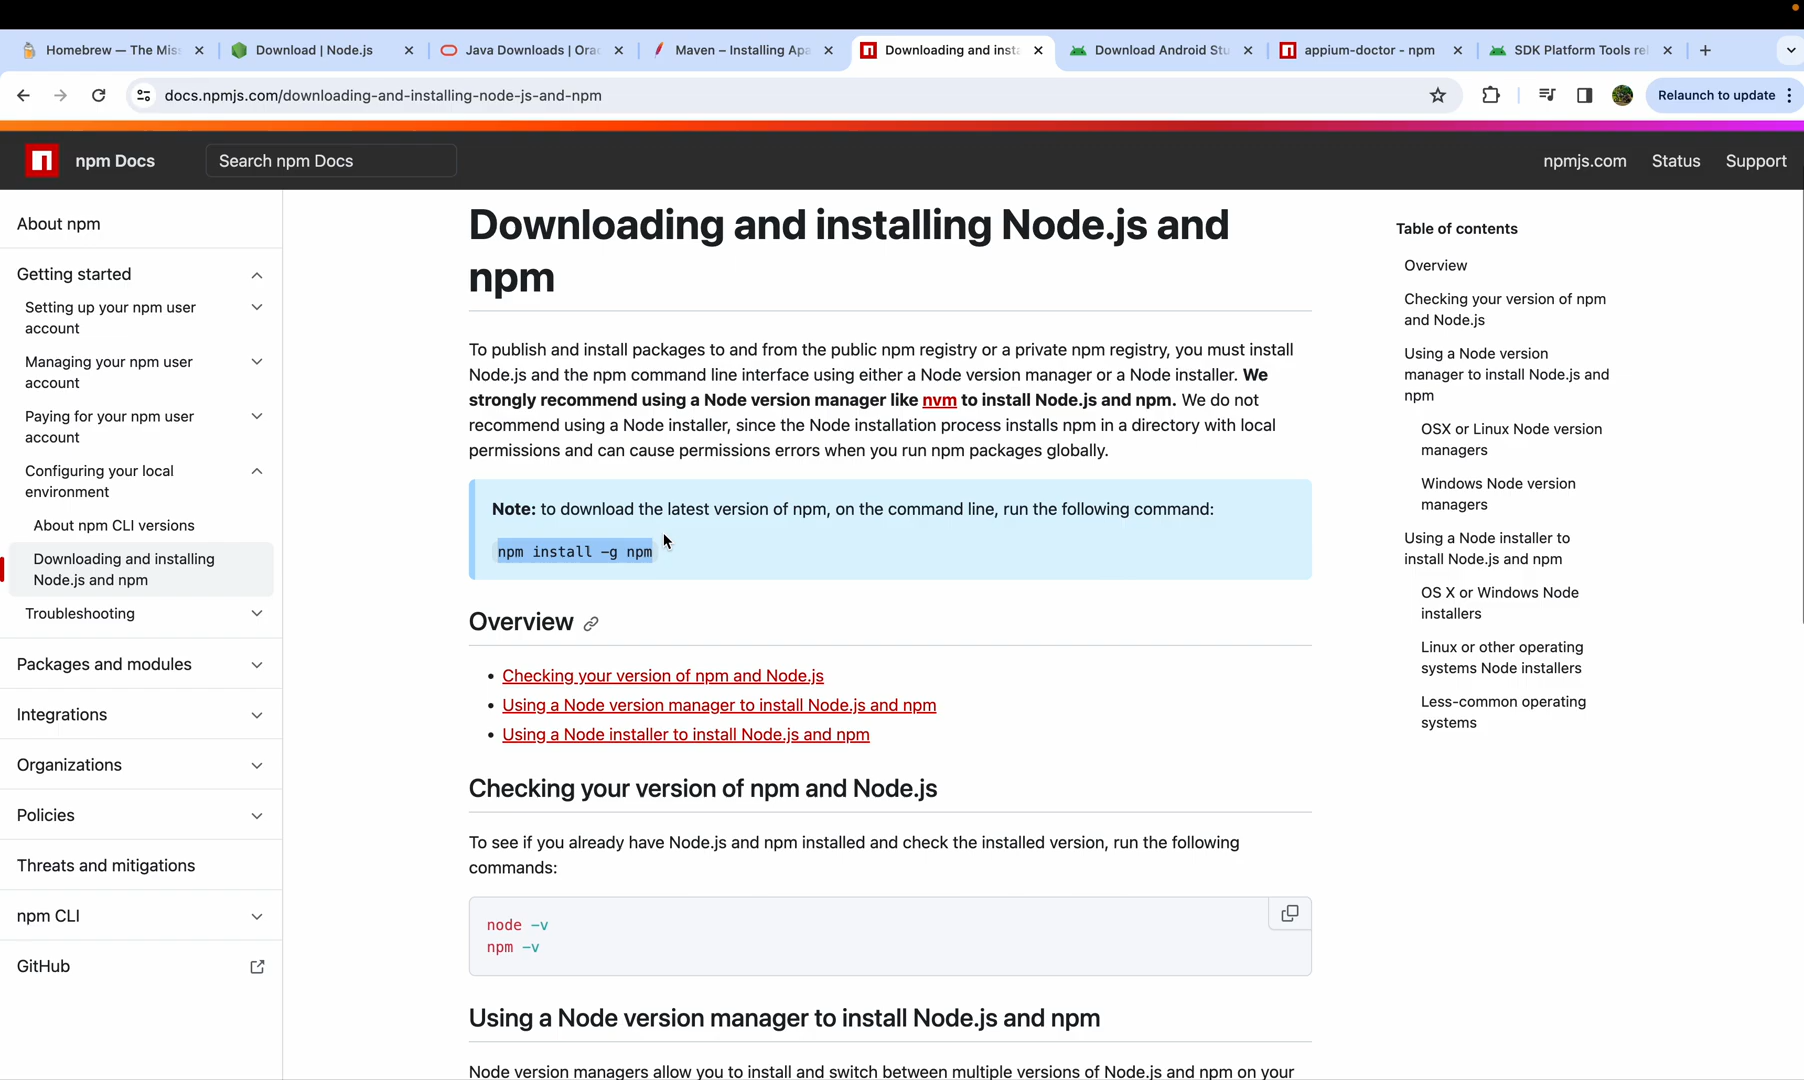 Homebrew — The Mis
Download | Node.js
Java Downloads | Ora
Maven – Installing Apa
Downloading and insta
Download Android Stu
appium-doctor - npm
SDK Platform Tools re
docs.npmjs.com/downloading-and-installing-node-js-and-npm
Relaunch to update
npm Docs
Search npm Docs
npmjs.com
Status
Support
About npm
Getting started
Setting up your npm user
account
Managing your npm user
account
Paying for your npm user
account
Configuring your local
environment
About npm CLI versions
Downloading and installing
Node.js and npm
Troubleshooting
Packages and modules
Integrations
Organizations
Policies
Threats and mitigations
npm CLI
GitHub
Downloading and installing Node.js and
npm
To publish and install packages to and from the public npm registry or a private npm registry, you must install
Node.js and the npm command line interface using either a Node version manager or a Node installer. We
strongly recommend using a Node version manager like nvm to install Node.js and npm. We do not
recommend using a Node installer, since the Node installation process installs npm in a directory with local
permissions and can cause permissions errors when you run npm packages globally.
Note: to download the latest version of npm, on the command line, run the following command:
npm install -g npm
Overview
• Checking your version of npm and Node.js
• Using a Node version manager to install Node.js and npm
• Using a Node installer to install Node.js and npm
Checking your version of npm and Node.js
To see if you already have Node.js and npm installed and check the installed version, run the following
commands:
node -v
npm -v
Using a Node version manager to install Node.js and npm
Node version managers allow you to install and switch between multiple versions of Node.js and npm on your
Table of contents
Overview
Checking your version of npm
and Node.js
Using a Node version
manager to install Node.js and
npm
OSX or Linux Node version
managers
Windows Node version
managers
Using a Node installer to
install Node.js and npm
OS X or Windows Node
installers
Linux or other operating
systems Node installers
Less-common operating
systems